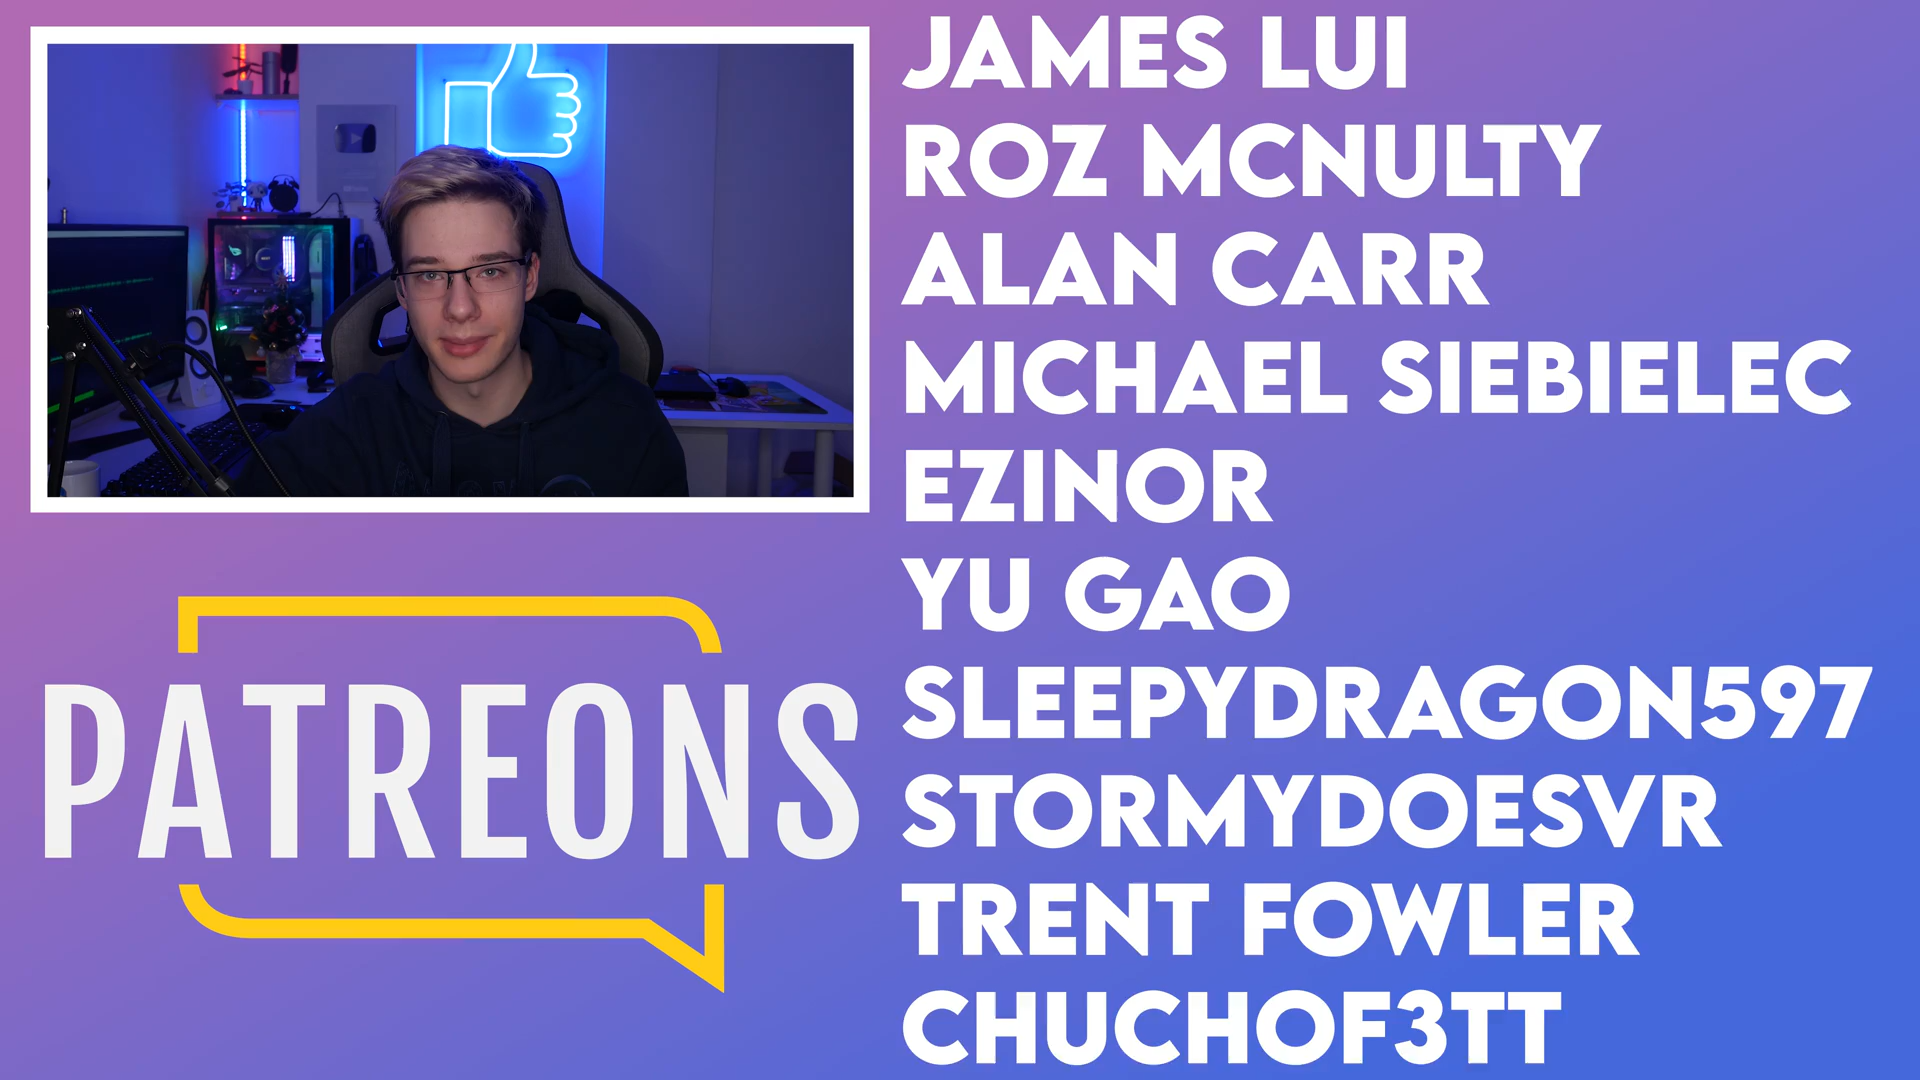 JAMES LUI
ROZ MCNULTY
ALAN CARR
MICHAEL SIEBIELEC
EZINOR
YU GAO
SLEEPYDRAGON597
STORMYDOESVR
TRENT FOWLER
CHUCHOF3TT
PATREONS